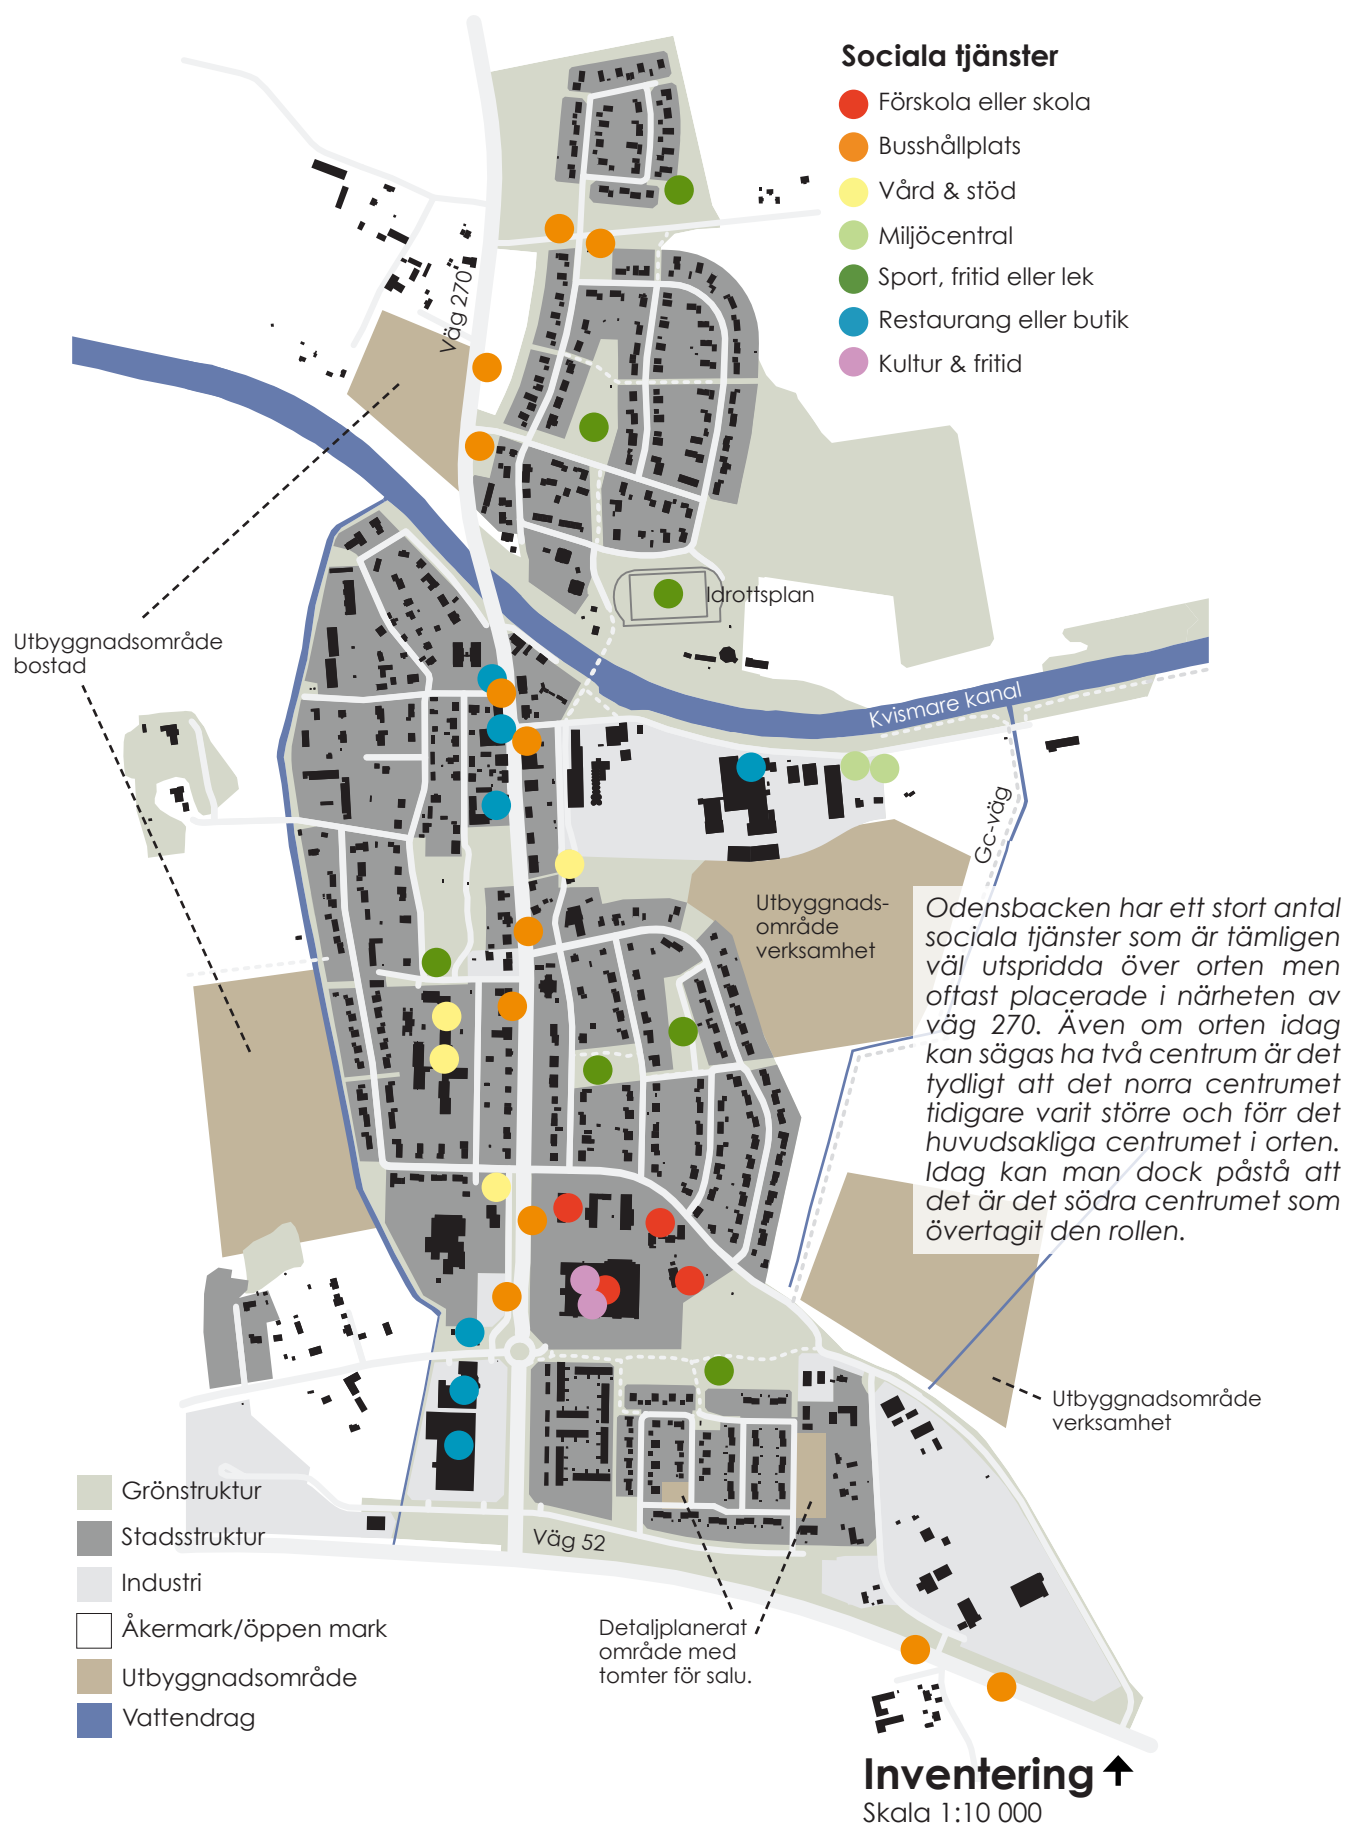 Sociala tjänster
Förskola eller skola
Busshållplats
Vård & stöd
Miljöcentral
Sport, fritid eller lek
Restaurang eller butik
Kultur & fritid
Väg 270
Idrottsplan
Utbyggnadsområde
bostad
Kvismare kanal
Gc-väg
Utbyggnads-
område
verksamhet
Odensbacken har ett stort antal
sociala tjänster som är tämligen
väl utspridda över orten men
oftast placerade i närheten av
väg 270. Även om orten idag
kan sägas ha två centrum är det
tydligt att det norra centrumet
tidigare varit större och förr det
huvudsakliga centrumet i orten.
Idag kan man dock påstå att
det är det södra centrumet som
övertagit den rollen.
Utbyggnadsområde
verksamhet
Grönstruktur
Stadsstruktur
Industri
Åkermark/öppen mark
Utbyggnadsområde
Vattendrag
Väg 52
Detaljplanerat
område med
tomter för salu.
Inventering
Skala 1:10 000